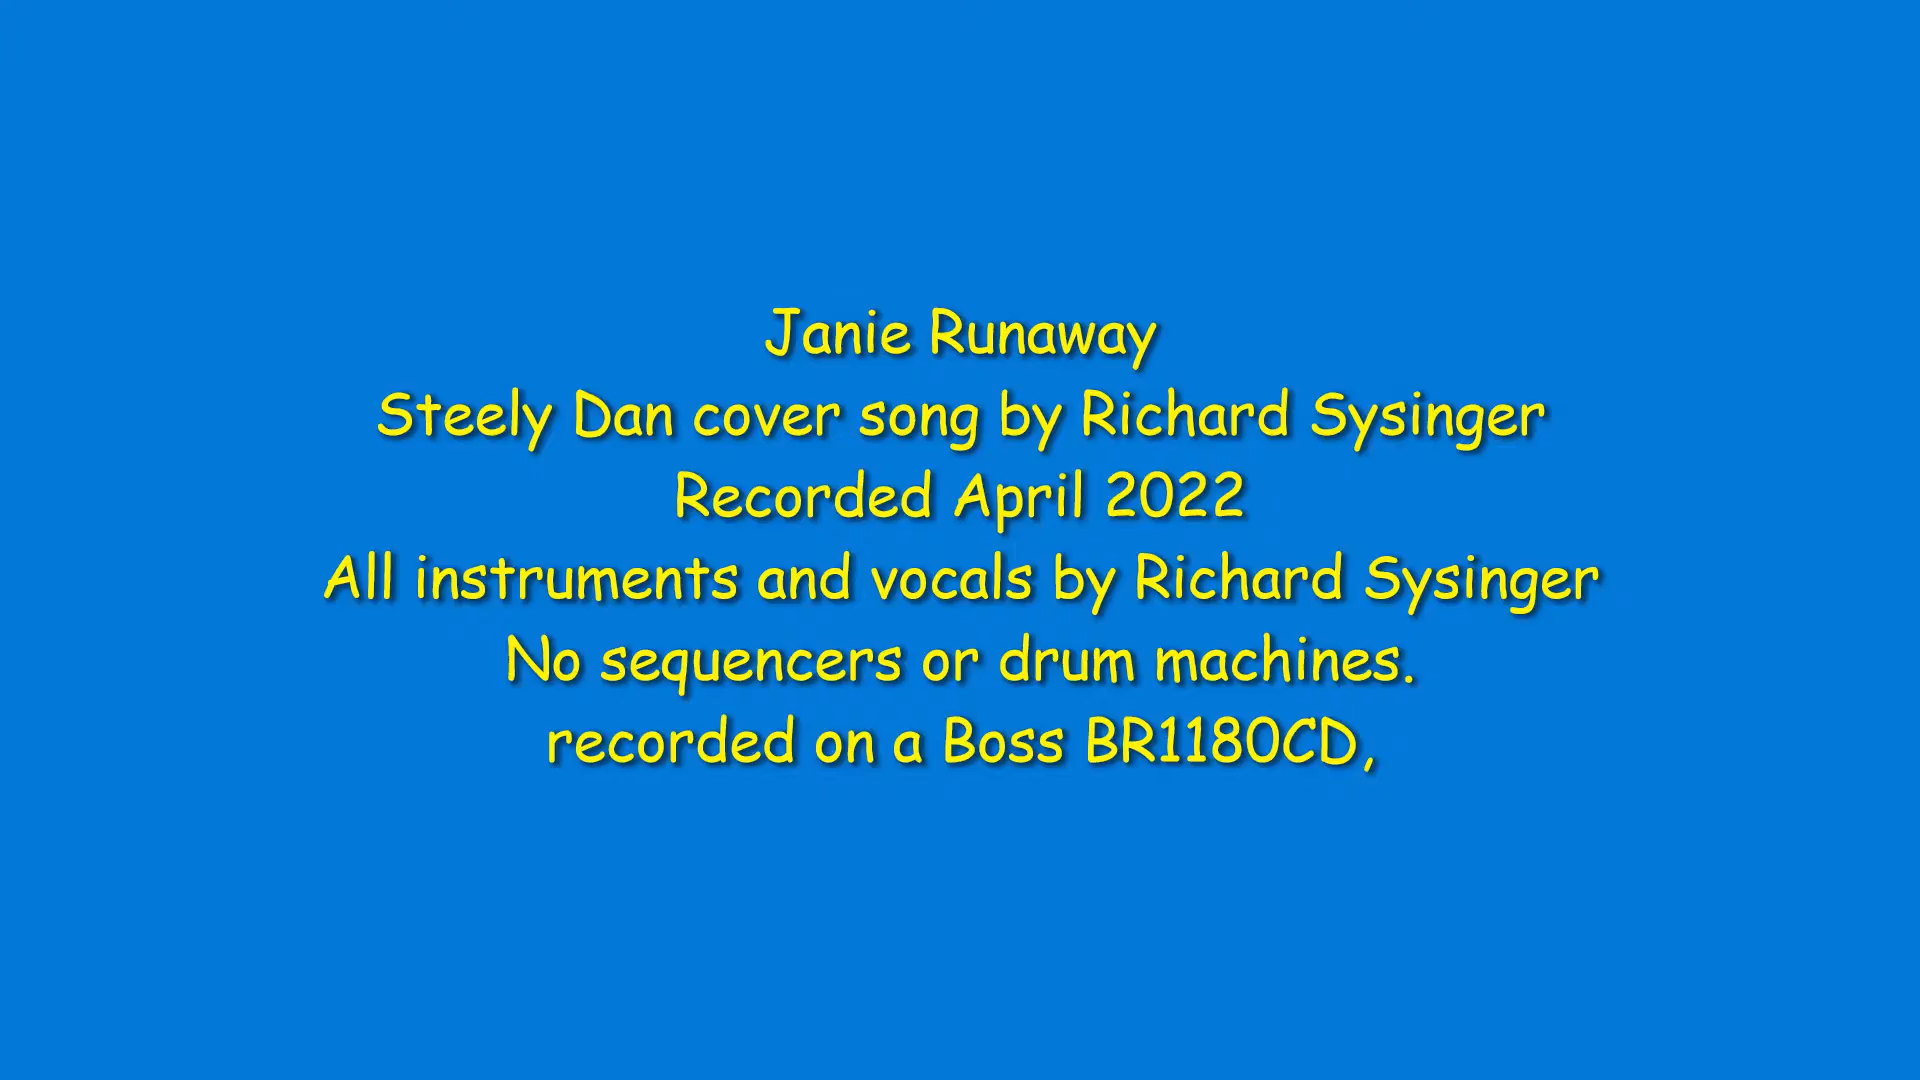 Janie Runaway
Steely Dan cover song by Richard Sysinger
Recorded April 2022
All instruments and vocals by Richard Sysinger
No sequencers or drum machines.
recorded on a Boss BR1180CD,